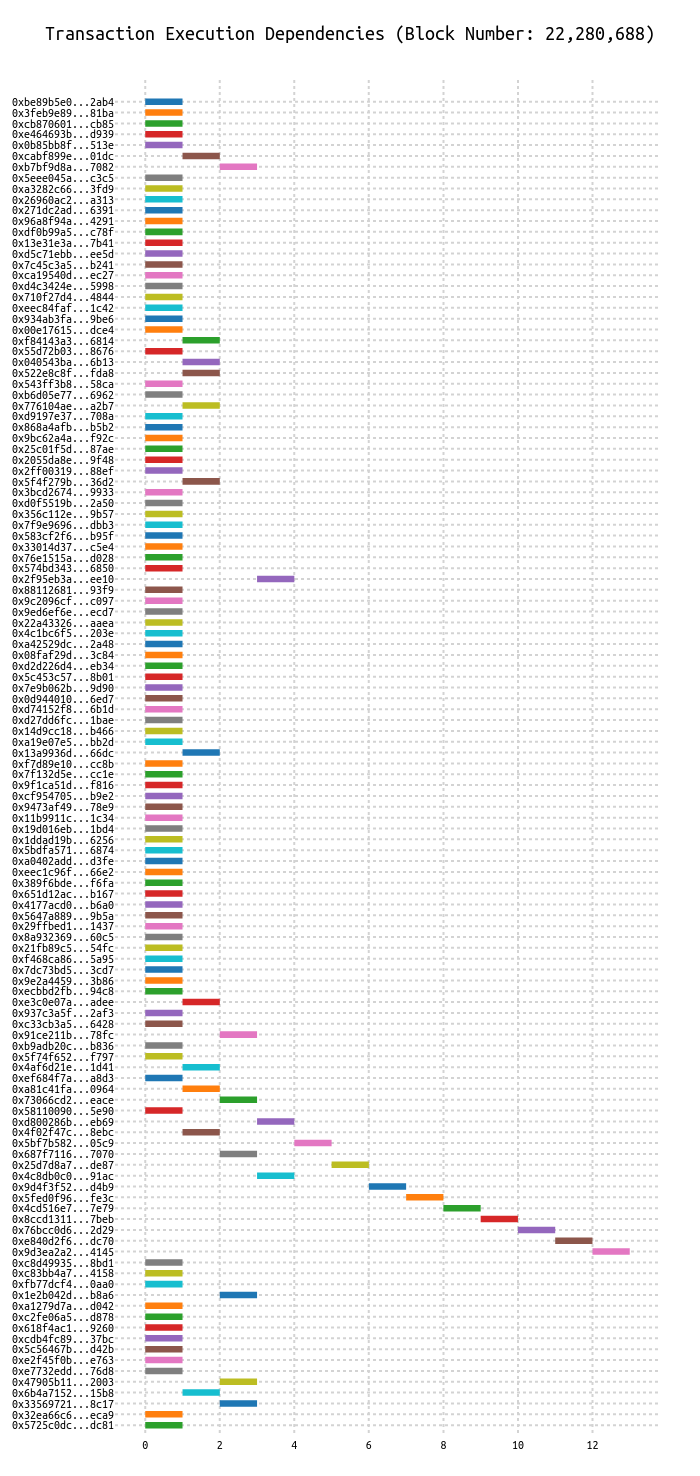 Transaction Execution Dependencies (Block Number: 22,280,688)
0xbe89b5e0...2ab4
0x3feb9e89...81ba
0xcb870601...cb85
0xe464693b...d939
0x0b85bb8f...513e
0xcabf899e...01dc
0xb7bf9d8a...7082
0x5eee045a...c3c5
0xa3282c66...3fd9
0x26960ac2...a313
0x271dc2ad...6391
0x96a8f94a...4291
0xdf0b99a5...c78f
0x13e31e3a...7b41
0xd5c71ebb...ee5d
0x7c45c3a5...b241
0xca19540d...ec27
0xd4c3424e...5998
0x710f27d4...4844
0xeec84faf...1c42
0x934ab3fa...9be6
0x00e17615...dce4
0xf84143a3...6814
0x55d72b03...8676
0x040543ba...6b13
0x522e8c8f...fda8
0x543ff3b8...58ca
0xb6d05e77...6962
0x776104ae...a2b7
0xd9197e37...708a
0x868a4afb...b5b2
0x9bc62a4a...f92c
0x25c01f5d...87ae
0x2055da8e...9f48
0x2ff00319...88ef
0x5f4f279b...36d2
0x3bcd2674...9933
0xd0f5519b...2a50
0x356c112e...9b57
0x7f9e9696...dbb3
0x583cf2f6...b95f
0x33014d37...c5e4
0x76e1515a...d028
0x574bd343...6850
0x2f95eb3a...ee10
0x88112681...93f9
0x9c2096cf...c097
0x9ed6ef6e...ecd7
0x22a43326...aaea
0x4c1bc6f5...203e
0xa42529dc...2a48
0x08faf29d...3c84
0xd2d226d4...eb34
0x5c453c57...8b01
0x7e9b062b...9d90
0x0d944010...6ed7
0xd74152f8...6b1d
0xd27dd6fc...1bae
0x14d9cc18...b466
0xa19e07e5...bb2d
0x13a9936d...66dc
0xf7d89e10...cc8b
0x7f132d5e...cc1e
0x9f1ca51d...f816
0xcf954705...b9e2
0x9473af49...78e9
0x11b9911c...1c34
0x19d016eb...1bd4
0x1ddad19b...6256
0x5bdfa571...6874
0xa0402add...d3fe
0xeec1c96f...66e2
0x389f6bde...f6fa
0x651d12ac...b167
0x4177acd0...b6a0
0x5647a889...9b5a
0x29ffbed1...1437
0x8a932369...60c5
0x21fb89c5...54fc
0xf468ca86...5a95
0x7dc73bd5...3cd7
0x9e2a4459...3b86
0xecbbd2fb...94c8
0xe3c0e07a...adee
0x937c3a5f...2af3
0xc33cb3a5...6428
0x91ce211b...78fc
0xb9adb20c...b836
0x5f74f652...f797
0x4af6d21e...1d41
0xef684f7a...a8d3
0xa81c41fa...0964
0x73066cd2...eace
0x58110090...5e90
0xd800286b...eb69
0x4f02f47c...8ebc
0x5bf7b582...05c9
0x687f7116...7070
0x25d7d8a7...de87
0x4c8db0c0...91ac
0x9d4f3f52...d4b9
0x5fed0f96...fe3c
0x4cd516e7...7e79
0x8ccd1311...7beb
0x76bcc0d6...2d29
0xe840d2f6...dc70
0x9d3ea2a2...4145
0xc8d49935...8bd1
0xc83bb4a7...4158
0xfb77dcf4...0aa0
0x1e2b042d...b8a6
0xa1279d7a...d042
0xc2fe06a5...d878
0x618f4ac1...9260
0xcdb4fc89...37bc
0x5c56467b...d42b
0xe2f45f0b...e763
0xe7732edd...76d8
0x47905b11...2003
0x6b4a7152...15b8
0x33569721...8c17
0x32ea66c6...eca9
0x5725c0dc...dc81
0 2 4 6 8 10 12